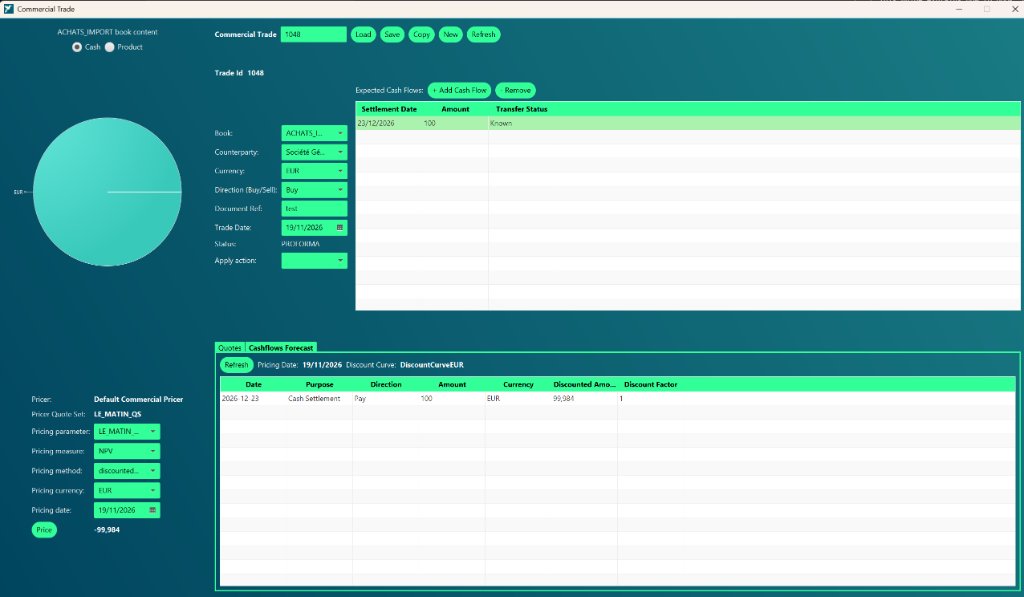 Commercial Trade
ACHATS_IMPORT book content
Cash Product
EUR
Commercial Trade 1048 Load Save Copy New Refresh
Trade Id 1048
Expected Cash Flows: + Add Cash Flow - Remove
Settlement Date Amount Transfer Status
23/12/2026 100 Known
Book: ACHATS_I...
Counterparty: Société Gé...
Currency: EUR
Direction (Buy/Sell): Buy
Document Ref: test
Trade Date: 19/11/2026
Status: PROFORMA
Apply action:
Quotes Cashflows Forecast
Refresh Pricing Date: 19/11/2026 Discount Curve: DiscountCurveEUR
Date Purpose Direction Amount Currency Discounted Amo... Discount Factor
2026-12-23 Cash Settlement Pay 100 EUR 99,984 1
Pricer: Default Commercial Pricer
Pricer Quote Set: LE_MATIN_QS
Pricing parameter: LE MATIN ...
Pricing measure: NPV
Pricing method: discounted...
Pricing currency: EUR
Pricing date: 19/11/2026
Price -99,984